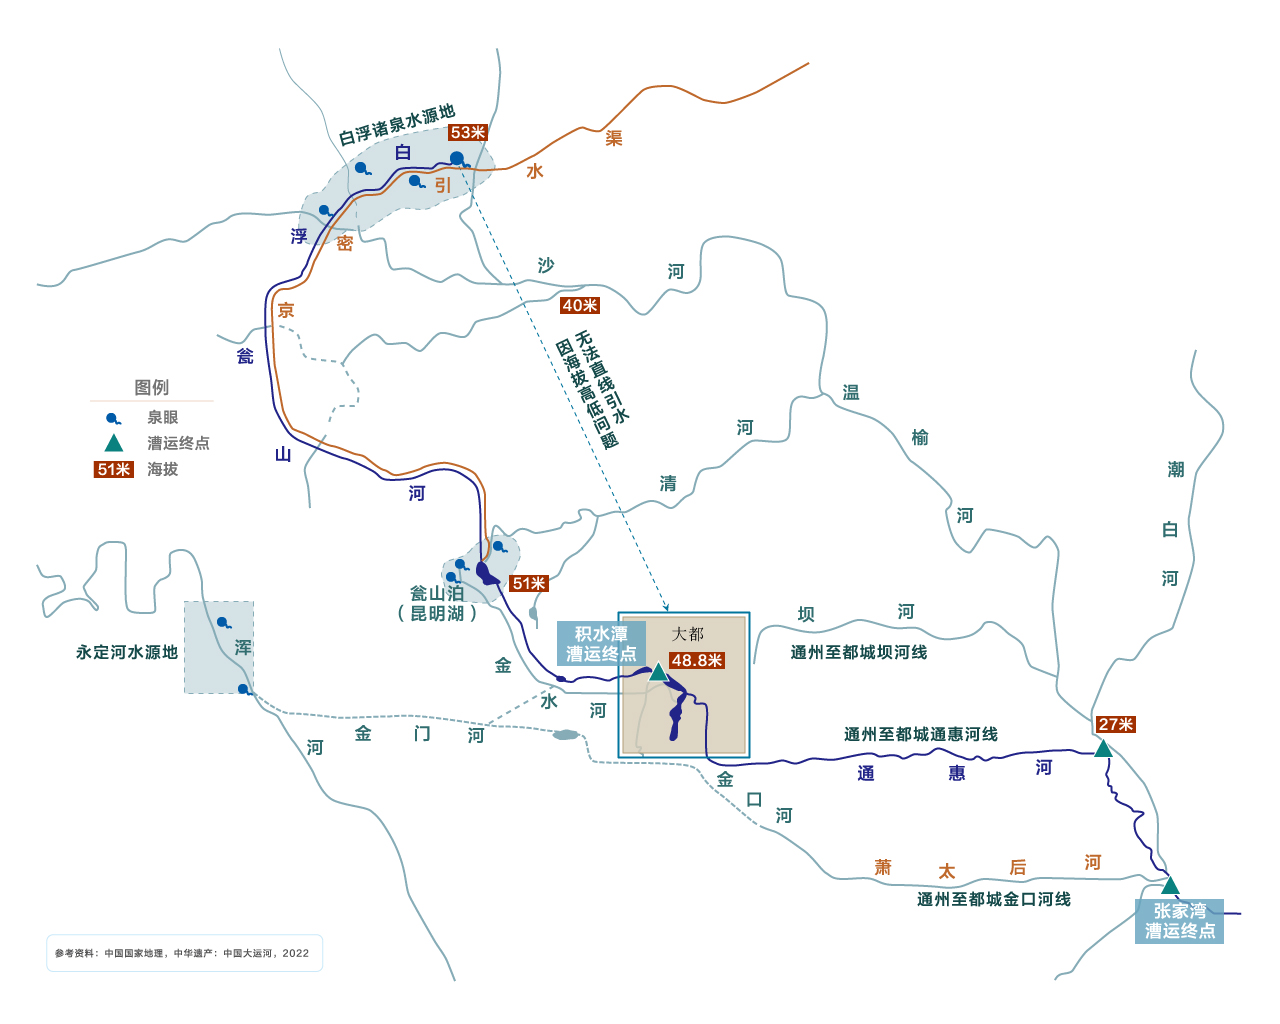 白浮诸泉水源地
53米
白
引
水
渠
浮
密
沙
河
40米
京
瓮
因海拔高低问题
无法直线引水
图例
泉眼
漕运终点
51米
海拔
温
榆
河
山
河
清
河
潮
白
河
河
瓮山泊
（昆明湖）
51米
永定河水源地
浑
河
金
水
河
积水潭
漕运终点
大都
48.8米
坝
河
通州至都城坝河线
金
门
河
27米
通州至都城通惠河线
通
惠
河
金
口
河
萧
太
后
河
通州至都城金口河线
张家湾
漕运终点
参考资料：中国国家地理，中华遗产：中国大运河，2022